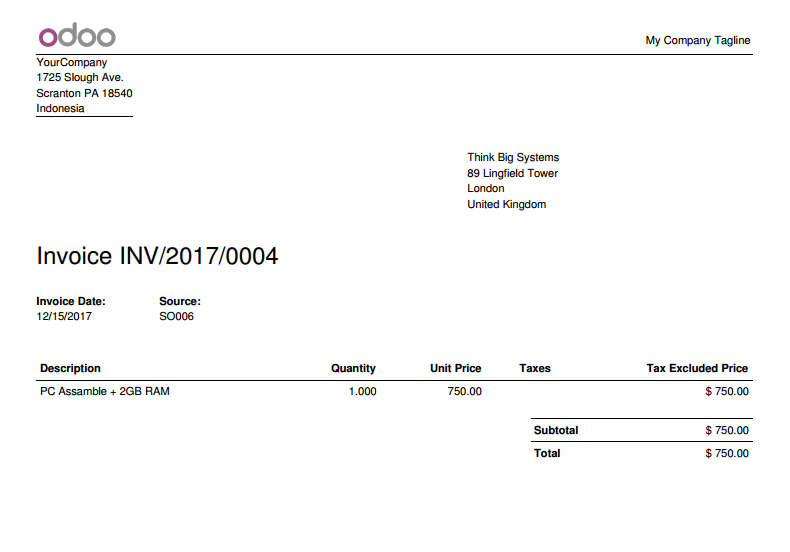 odoo
My Company Tagline
YourCompany
1725 Slough Ave.
Scranton PA 18540
Indonesia
Think Big Systems
89 Lingfield Tower
London
United Kingdom
Invoice INV/2017/0004
Invoice Date: Source:
12/15/2017 SO006
Description Quantity Unit Price Taxes Tax Excluded Price
PC Assamble + 2GB RAM 1.000 750.00 $ 750.00
Subtotal $ 750.00
Total $ 750.00